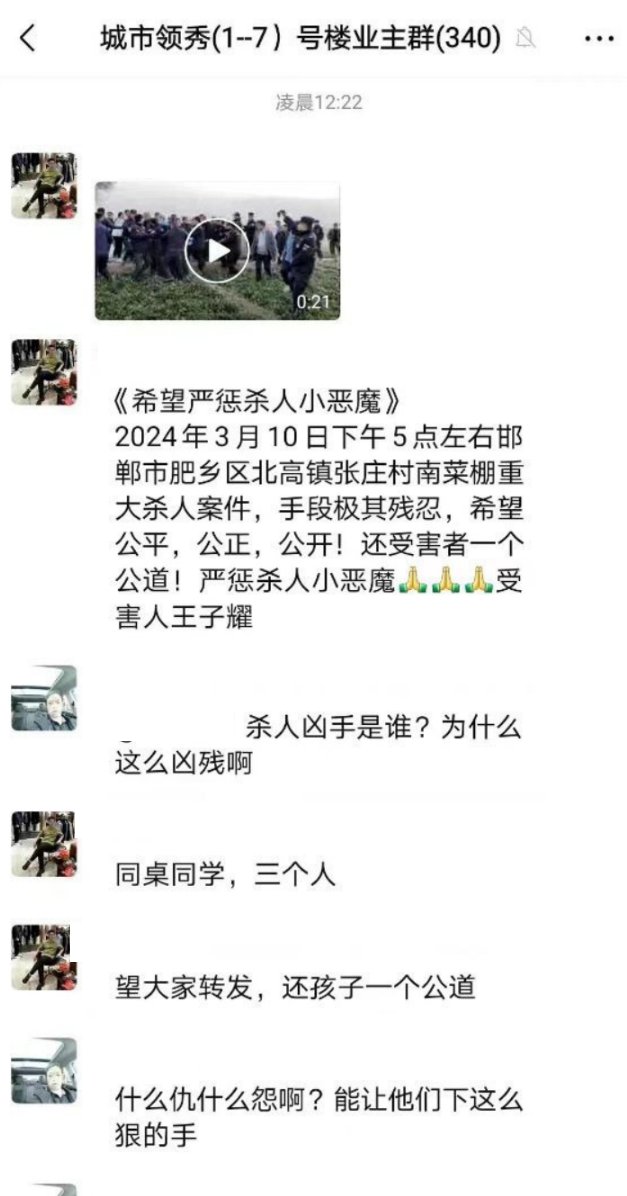 城市领秀(1--7）号楼业主群(340)
凌晨12:22
0:21
《希望严惩杀人小恶魔》
2024年3月10日下午5点左右邯
郸市肥乡区北高镇张庄村南菜棚重
大杀人案件，手段极其残忍，希望
公平，公正，公开！还受害者一个
公道！严惩杀人小恶魔🙏🙏🙏受
害人王子耀
杀人凶手是谁？为什么
这么凶残啊
同桌同学，三个人
望大家转发，还孩子一个公道
什么仇什么怨啊？能让他们下这么
狠的手